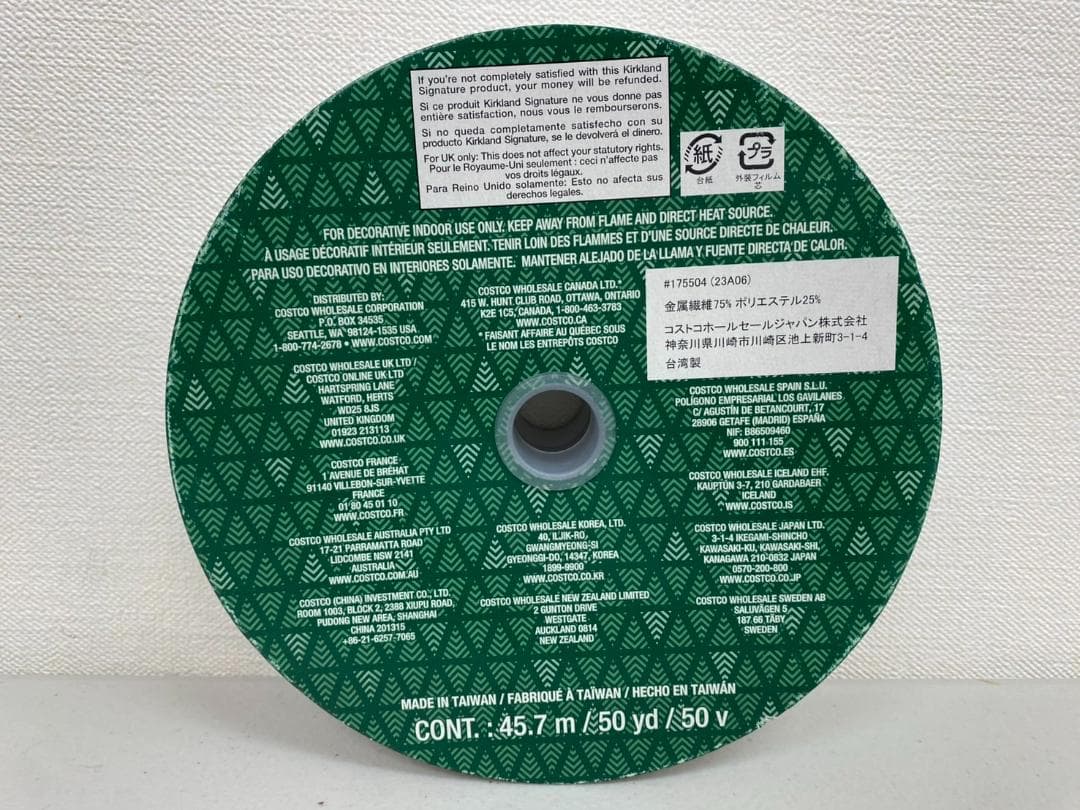 If you're not completely satisfied with this Kirkland
Signature product, your money will be refunded.
Si ce produit Kirkland Signature ne vous donne pas
entière satisfaction, nous vous le rembourserons.
Si no queda completamente satisfecho con su
producto Kirkland Signature, se le devolverá el dinero.
For UK only: This does not affect your statutory rights.
Pour le Royaume-Uni seulement : ceci n'affecte pas
vos droits légaux.
Para Reino Unido solamente: Esto no afecta sus
derechos legales.
紙
台紙
プラ
外装フィルム
芯
FOR DECORATIVE INDOOR USE ONLY. KEEP AWAY FROM FLAME AND DIRECT HEAT SOURCE.
À USAGE DÉCORATIF INTÉRIEUR SEULEMENT. TENIR LOIN DES FLAMMES ET D'UNE SOURCE DIRECTE DE CHALEUR.
PARA USO DECORATIVO EN INTERIORES SOLAMENTE. MANTENER ALEJADO DE LA LLAMA Y FUENTE DIRECTA DE CALOR.
DISTRIBUTED BY:
COSTCO WHOLESALE CORPORATION
P.O. BOX 34535
SEATTLE, WA 98124-1535 USA
1-800-774-2678 • WWW.COSTCO.COM
COSTCO WHOLESALE CANADA LTD.*
415 W. HUNT CLUB ROAD, OTTAWA, ONTARIO
K2E 1C5, CANADA, 1-800-463-3783
WWW.COSTCO.CA
* FAISANT AFFAIRE AU QUÉBEC SOUS
LE NOM LES ENTREPÔTS COSTCO
#175504 (23A06)
金属繊維75% ポリエステル25%
コストコホールセールジャパン株式会社
神奈川県川崎市川崎区池上新町3-1-4
台湾製
COSTCO WHOLESALE UK LTD /
COSTCO ONLINE UK LTD
HARTSPRING LANE
WATFORD, HERTS
WD25 8JS
UNITED KINGDOM
01923 213113
WWW.COSTCO.CO.UK
COSTCO WHOLESALE SPAIN S.L.U.
POLÍGONO EMPRESARIAL LOS GAVILANES
C/ AGUSTÍN DE BETANCOURT, 17
28906 GETAFE (MADRID) ESPAÑA
NIF: B86509460
900 111 155
WWW.COSTCO.ES
COSTCO FRANCE
1 AVENUE DE BRÉHAT
91140 VILLEBON-SUR-YVETTE
FRANCE
01 80 45 01 10
WWW.COSTCO.FR
COSTCO WHOLESALE ICELAND EHF.
KAUPTÚN 3-7, 210 GARDABAER
ICELAND
WWW.COSTCO.IS
COSTCO WHOLESALE AUSTRALIA PTY LTD
17-21 PARRAMATTA ROAD
LIDCOMBE NSW 2141
AUSTRALIA
WWW.COSTCO.COM.AU
COSTCO WHOLESALE KOREA, LTD.
40, ILJIK-RO,
GWANGMYEONG-SI
GYEONGGI-DO, 14347, KOREA
1899-9900
WWW.COSTCO.CO.KR
COSTCO WHOLESALE JAPAN LTD.
3-1-4 IKEGAMI-SHINCHO
KAWASAKI-KU, KAWASAKI-SHI,
KANAGAWA 210-0832 JAPAN
0570-200-800
WWW.COSTCO.CO.JP
COSTCO (CHINA) INVESTMENT CO., LTD.
ROOM 1003, BLOCK 2, 2388 XIUPU ROAD,
PUDONG NEW AREA, SHANGHAI
CHINA 201315
+86-21-6257-7065
COSTCO WHOLESALE NEW ZEALAND LIMITED
2 GUNTON DRIVE
WESTGATE
AUCKLAND 0814
NEW ZEALAND
COSTCO WHOLESALE SWEDEN AB
SALUVÄGEN 5
187 66 TÄBY
SWEDEN
MADE IN TAIWAN / FABRIQUÉ À TAÏWAN / HECHO EN TAIWÁN
CONT. : 45.7 m / 50 yd / 50 v